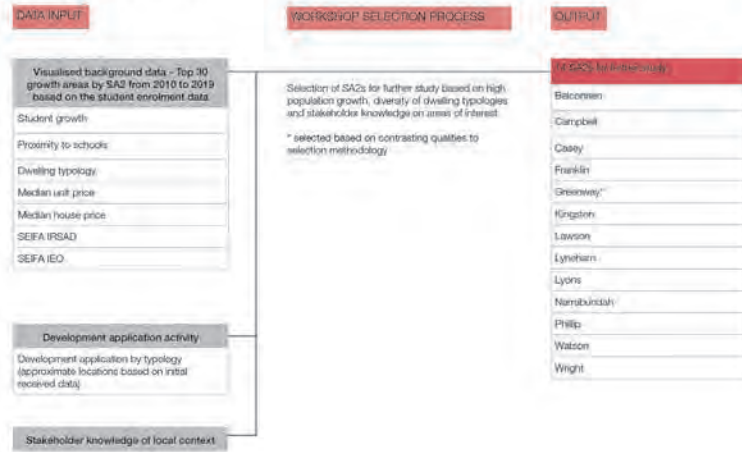 DATA INPUT
Visualised background data - Top 30
growth areas by SA2 from 2010 to 2019
based on the student enrolment data
Student growth
Proximity to schools
Dwelling typology
Median unit price
Median house price
SEIFA IRSAD
SEIFA IEO
Development application activity
Development application by typology
(approximate locations based on initial
received data)
Stakeholder knowledge of local context
WORKSHOP SELECTION PROCESS
Selection of SA2s for further study based on high
population growth, diversity of dwelling typologies
and stakeholder knowledge on areas of interest
* selected based on contrasting qualities to
selection methodology
OUTPUT
SA2s for further study
Belconnen
Campbell
Casey
Franklin
Greenway*
Kingston
Lawson
Lyneham
Lyons
Narrabundah
Phillip
Watson
Wright